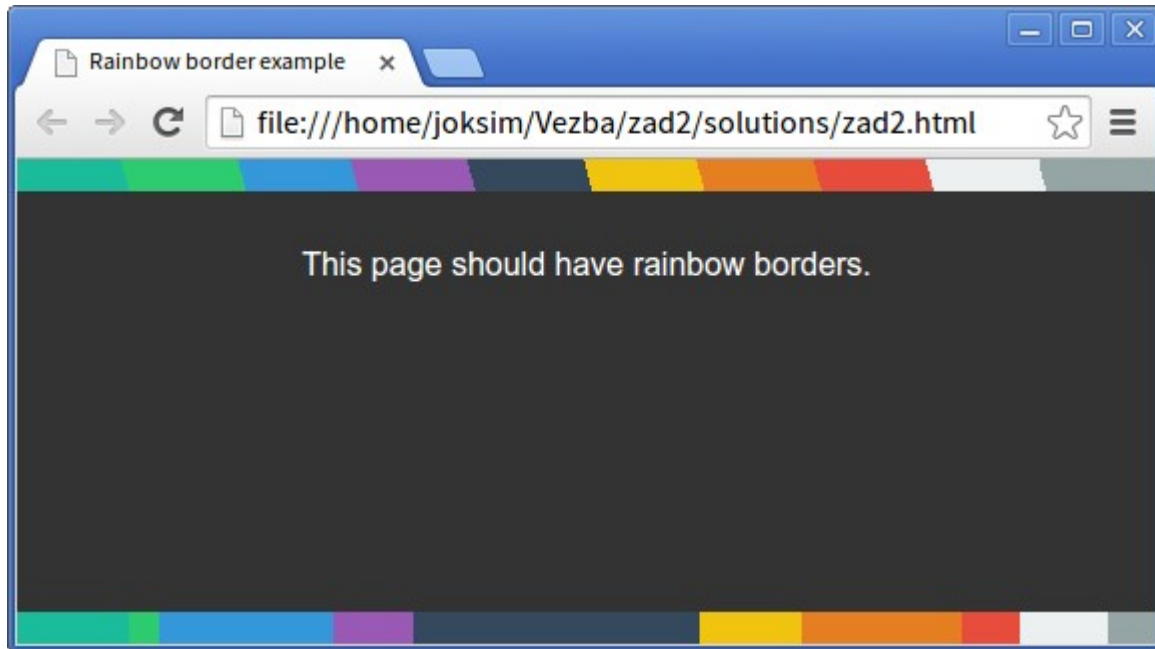 Rainbow border example
file:///home/joksim/Vezba/zad2/solutions/zad2.html
This page should have rainbow borders.